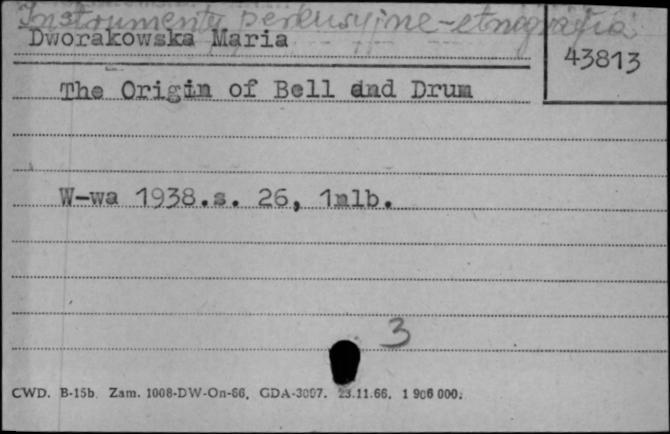 Instrumenty perkusyjne-etnografia
Dworakowska Maria
43813
The Origin of Bell and Drum
W-wa 1938.s. 26, 1nlb.
3
CWD. B-15b. Zam. 1008-DW-On-66. GDA-3097. 23.11.66. 1 906 000.